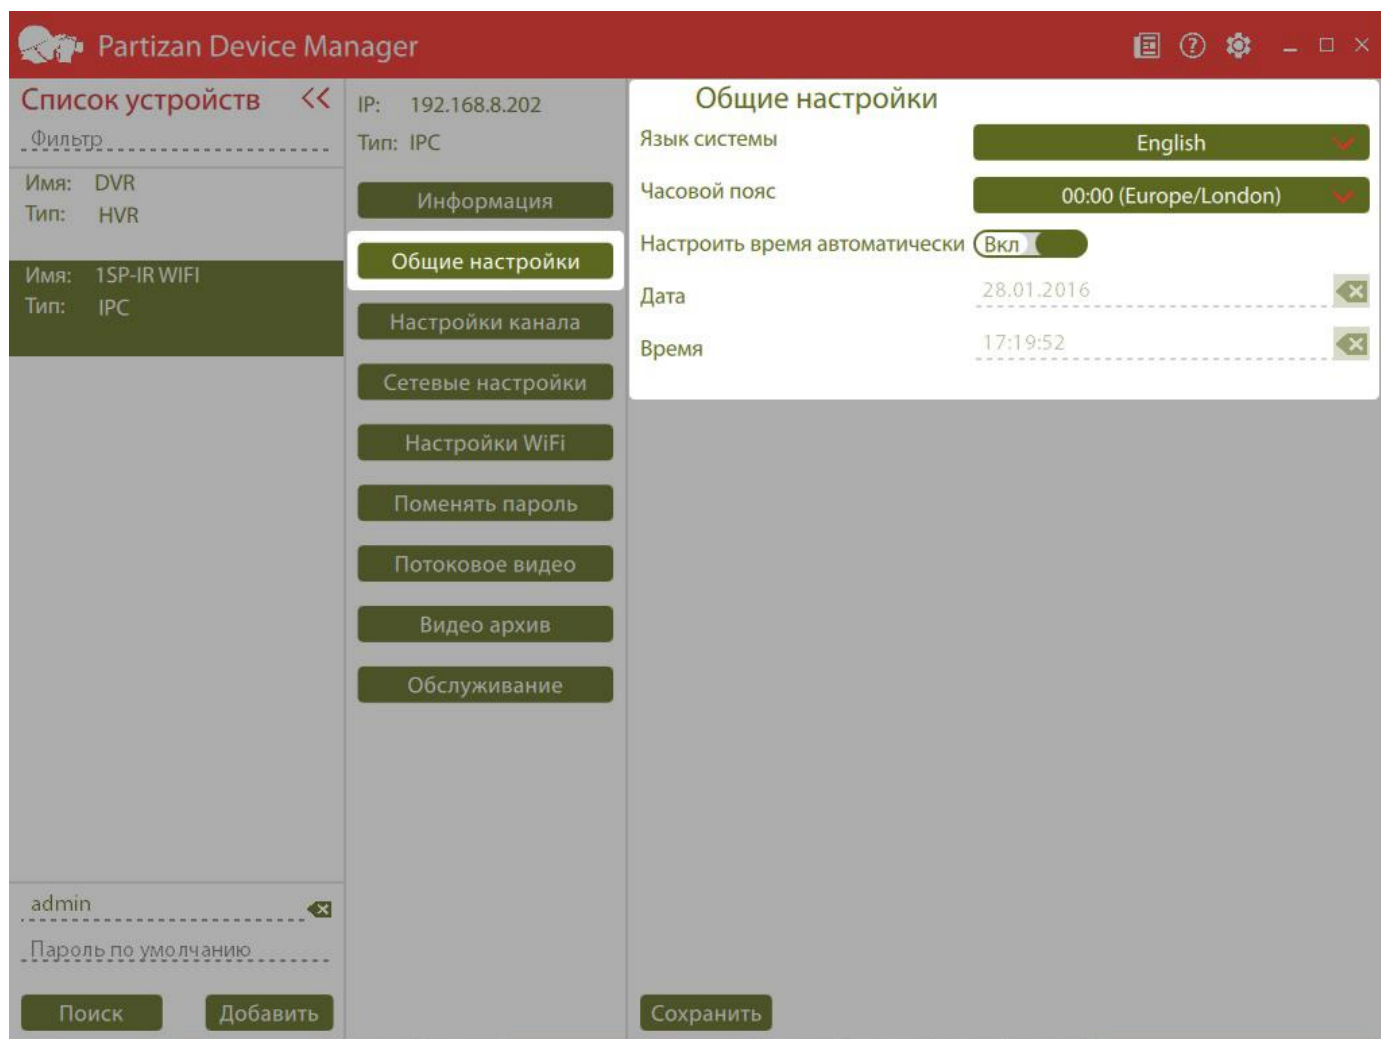 Partizan Device Manager
Список устройств <<
Фильтр
Имя: DVR
Тип: HVR
Имя: 1SP-IR WIFI
Тип: IPC
admin
Пароль по умолчанию
Поиск
Добавить
IP: 192.168.8.202
Тип: IPC
Информация
Общие настройки
Настройки канала
Сетевые настройки
Настройки WiFi
Поменять пароль
Потоковое видео
Видео архив
Обслуживание
Общие настройки
Язык системы English
Часовой пояс 00:00 (Europe/London)
Настроить время автоматически Вкл
Дата 28.01.2016
Время 17:19:52
Сохранить